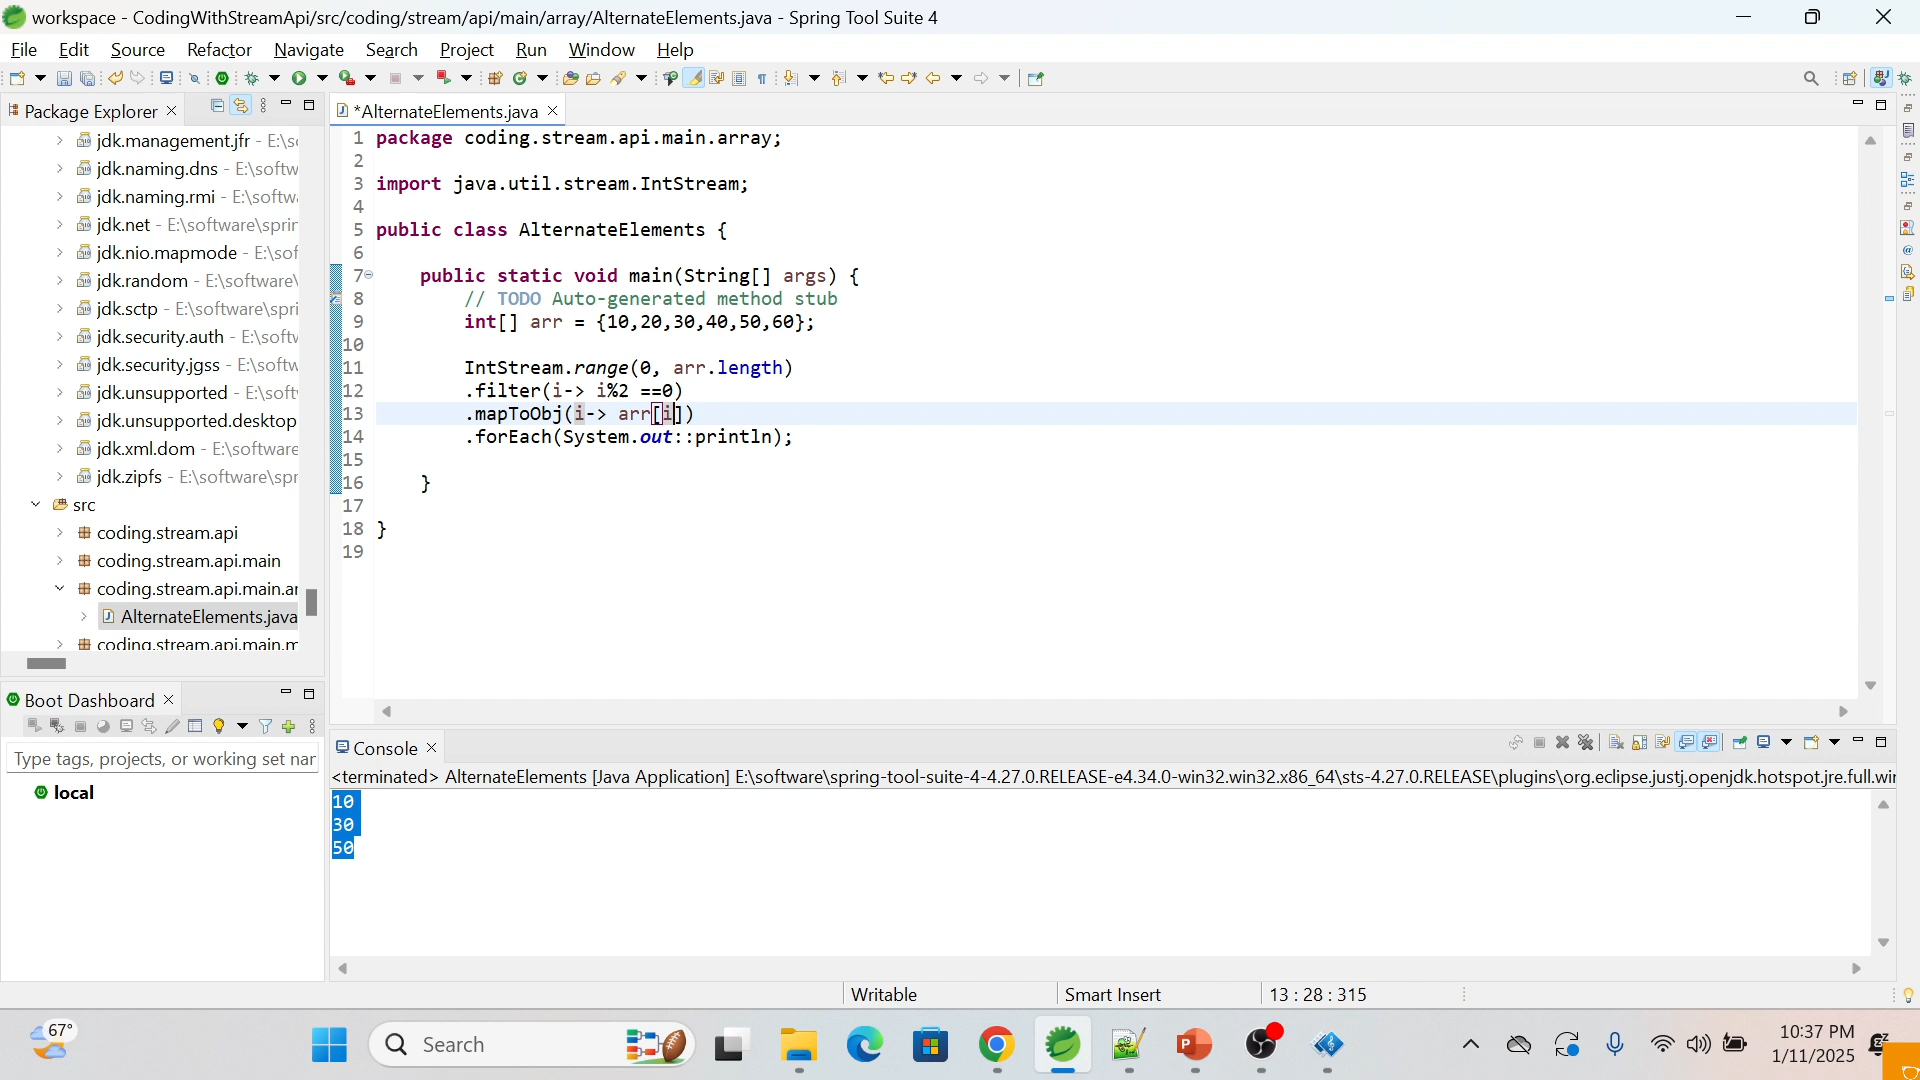 workspace - CodingWithStreamApi/src/coding/stream/api/main/array/AlternateElements.java - Spring Tool Suite 4
File Edit Source Refactor Navigate Search Project Run Window Help
Package Explorer
*AlternateElements.java
jdk.management.jfr - E:\s
jdk.naming.dns - E:\softw
jdk.naming.rmi - E:\softw
jdk.net - E:\software\sprir
jdk.nio.mapmode - E:\sof
jdk.random - E:\software\
jdk.sctp - E:\software\spri
jdk.security.auth - E:\softw
jdk.security.jgss - E:\softw
jdk.unsupported - E:\softw
jdk.unsupported.desktop
jdk.xml.dom - E:\software
jdk.zipfs - E:\software\spr
src
coding.stream.api
coding.stream.api.main
coding.stream.api.main.ar
AlternateElements.java
coding.stream.api.main.m
1 package coding.stream.api.main.array;
2
3 import java.util.stream.IntStream;
4
5 public class AlternateElements {
6
7 public static void main(String[] args) {
8 // TODO Auto-generated method stub
9 int[] arr = {10,20,30,40,50,60};
10
11 IntStream.range(0, arr.length)
12 .filter(i-> i%2 ==0)
13 .mapToObj(i-> arr[i])
14 .forEach(System.out::println);
15
16 }
17
18 }
19
Boot Dashboard
Type tags, projects, or working set nar
local
Console
<terminated> AlternateElements [Java Application] E:\software\spring-tool-suite-4-4.27.0.RELEASE-e4.34.0-win32.win32.x86_64\sts-4.27.0.RELEASE\plugins\org.eclipse.justj.openjdk.hotspot.jre.full.wir
10
30
50
Writable Smart Insert 13 : 28 : 315
67°
Search
10:37 PM
1/11/2025